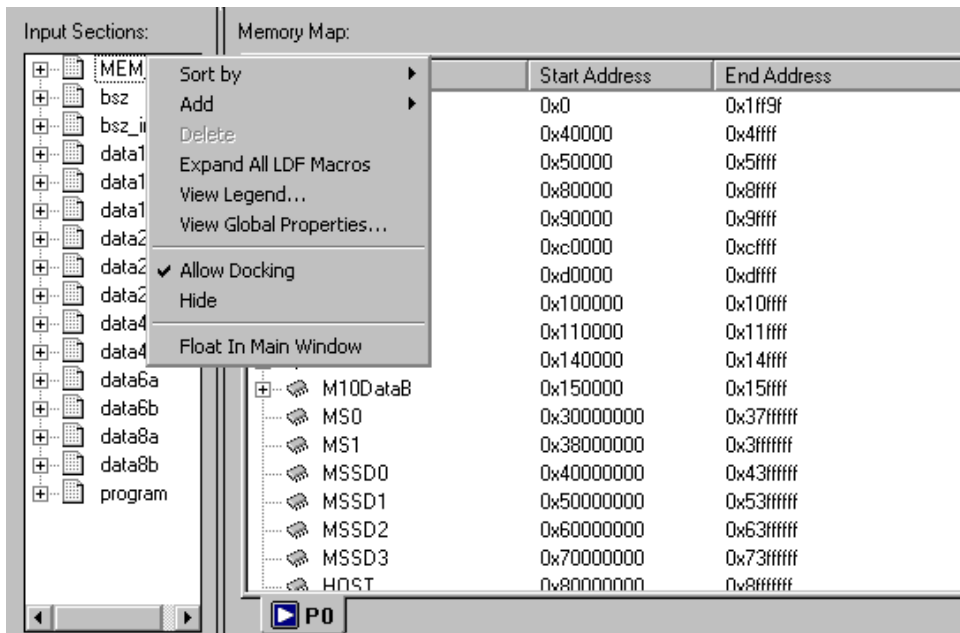 Input Sections:
MEM_
bsz
bsz_i
data1
data1
data1
data2
data2
data2
data4
data4
data6a
data6b
data8a
data8b
program
Sort by
Add
Delete
Expand All LDF Macros
View Legend...
View Global Properties...
Allow Docking
Hide
Float In Main Window
Memory Map:
Start Address End Address
0x0 0x1ff9f
0x40000 0x4ffff
0x50000 0x5ffff
0x80000 0x8ffff
0x90000 0x9ffff
0xc0000 0xcffff
0xd0000 0xdffff
0x100000 0x10ffff
0x110000 0x11ffff
0x140000 0x14ffff
M10DataB 0x150000 0x15ffff
MS0 0x30000000 0x37ffffff
MS1 0x38000000 0x3fffffff
MSSD0 0x40000000 0x43ffffff
MSSD1 0x50000000 0x53ffffff
MSSD2 0x60000000 0x63ffffff
MSSD3 0x70000000 0x73ffffff
HOST 0x80000000 0x8fffffff
P0